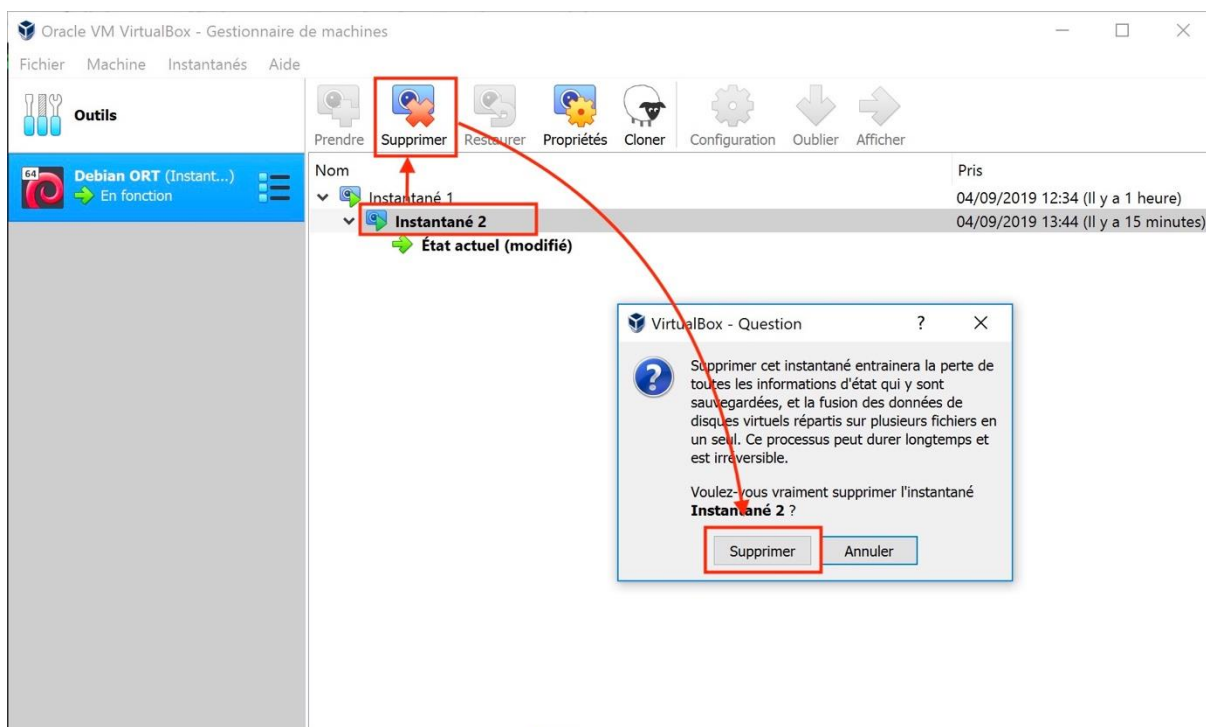 Oracle VM VirtualBox - Gestionnaire de machines
Fichier Machine Instantanés Aide
Outils
Prendre Supprimer Restaurer Propriétés Cloner Configuration Oublier Afficher
64
Debian ORT (Instant...)
En fonction
Nom Pris
Instantané 1 04/09/2019 12:34 (Il y a 1 heure)
Instantané 2 04/09/2019 13:44 (Il y a 15 minutes)
État actuel (modifié)
VirtualBox - Question ?
Supprimer cet instantané entrainera la perte de
toutes les informations d'état qui y sont
sauvegardées, et la fusion des données de
disques virtuels répartis sur plusieurs fichiers en
un seul. Ce processus peut durer longtemps et
est irréversible.
Voulez-vous vraiment supprimer l'instantané
Instantané 2 ?
Supprimer Annuler